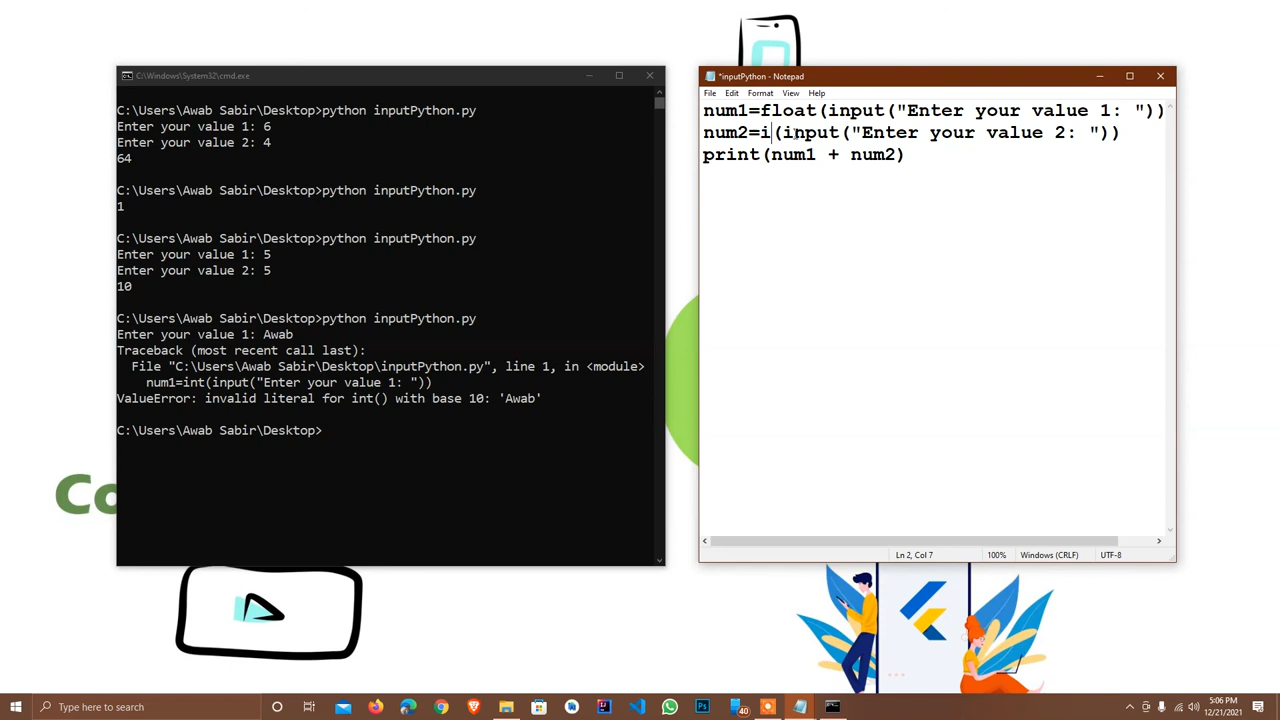 C:\Windows\System32\cmd.exe
C:\Users\Awab Sabir\Desktop>python inputPython.py
Enter your value 1: 6
Enter your value 2: 4
64
C:\Users\Awab Sabir\Desktop>python inputPython.py
1
C:\Users\Awab Sabir\Desktop>python inputPython.py
Enter your value 1: 5
Enter your value 2: 5
10
C:\Users\Awab Sabir\Desktop>python inputPython.py
Enter your value 1: Awab
Traceback (most recent call last):
File "C:\Users\Awab Sabir\Desktop\inputPython.py", line 1, in <module>
num1=int(input("Enter your value 1: "))
ValueError: invalid literal for int() with base 10: 'Awab'
C:\Users\Awab Sabir\Desktop>
*inputPython - Notepad
File Edit Format View Help
num1=float(input("Enter your value 1: "))
num2=i(input("Enter your value 2: "))
print(num1 + num2)
Ln 2, Col 7 100% Windows (CRLF) UTF-8
Co
Type here to search
40
5:06 PM
12/21/2021